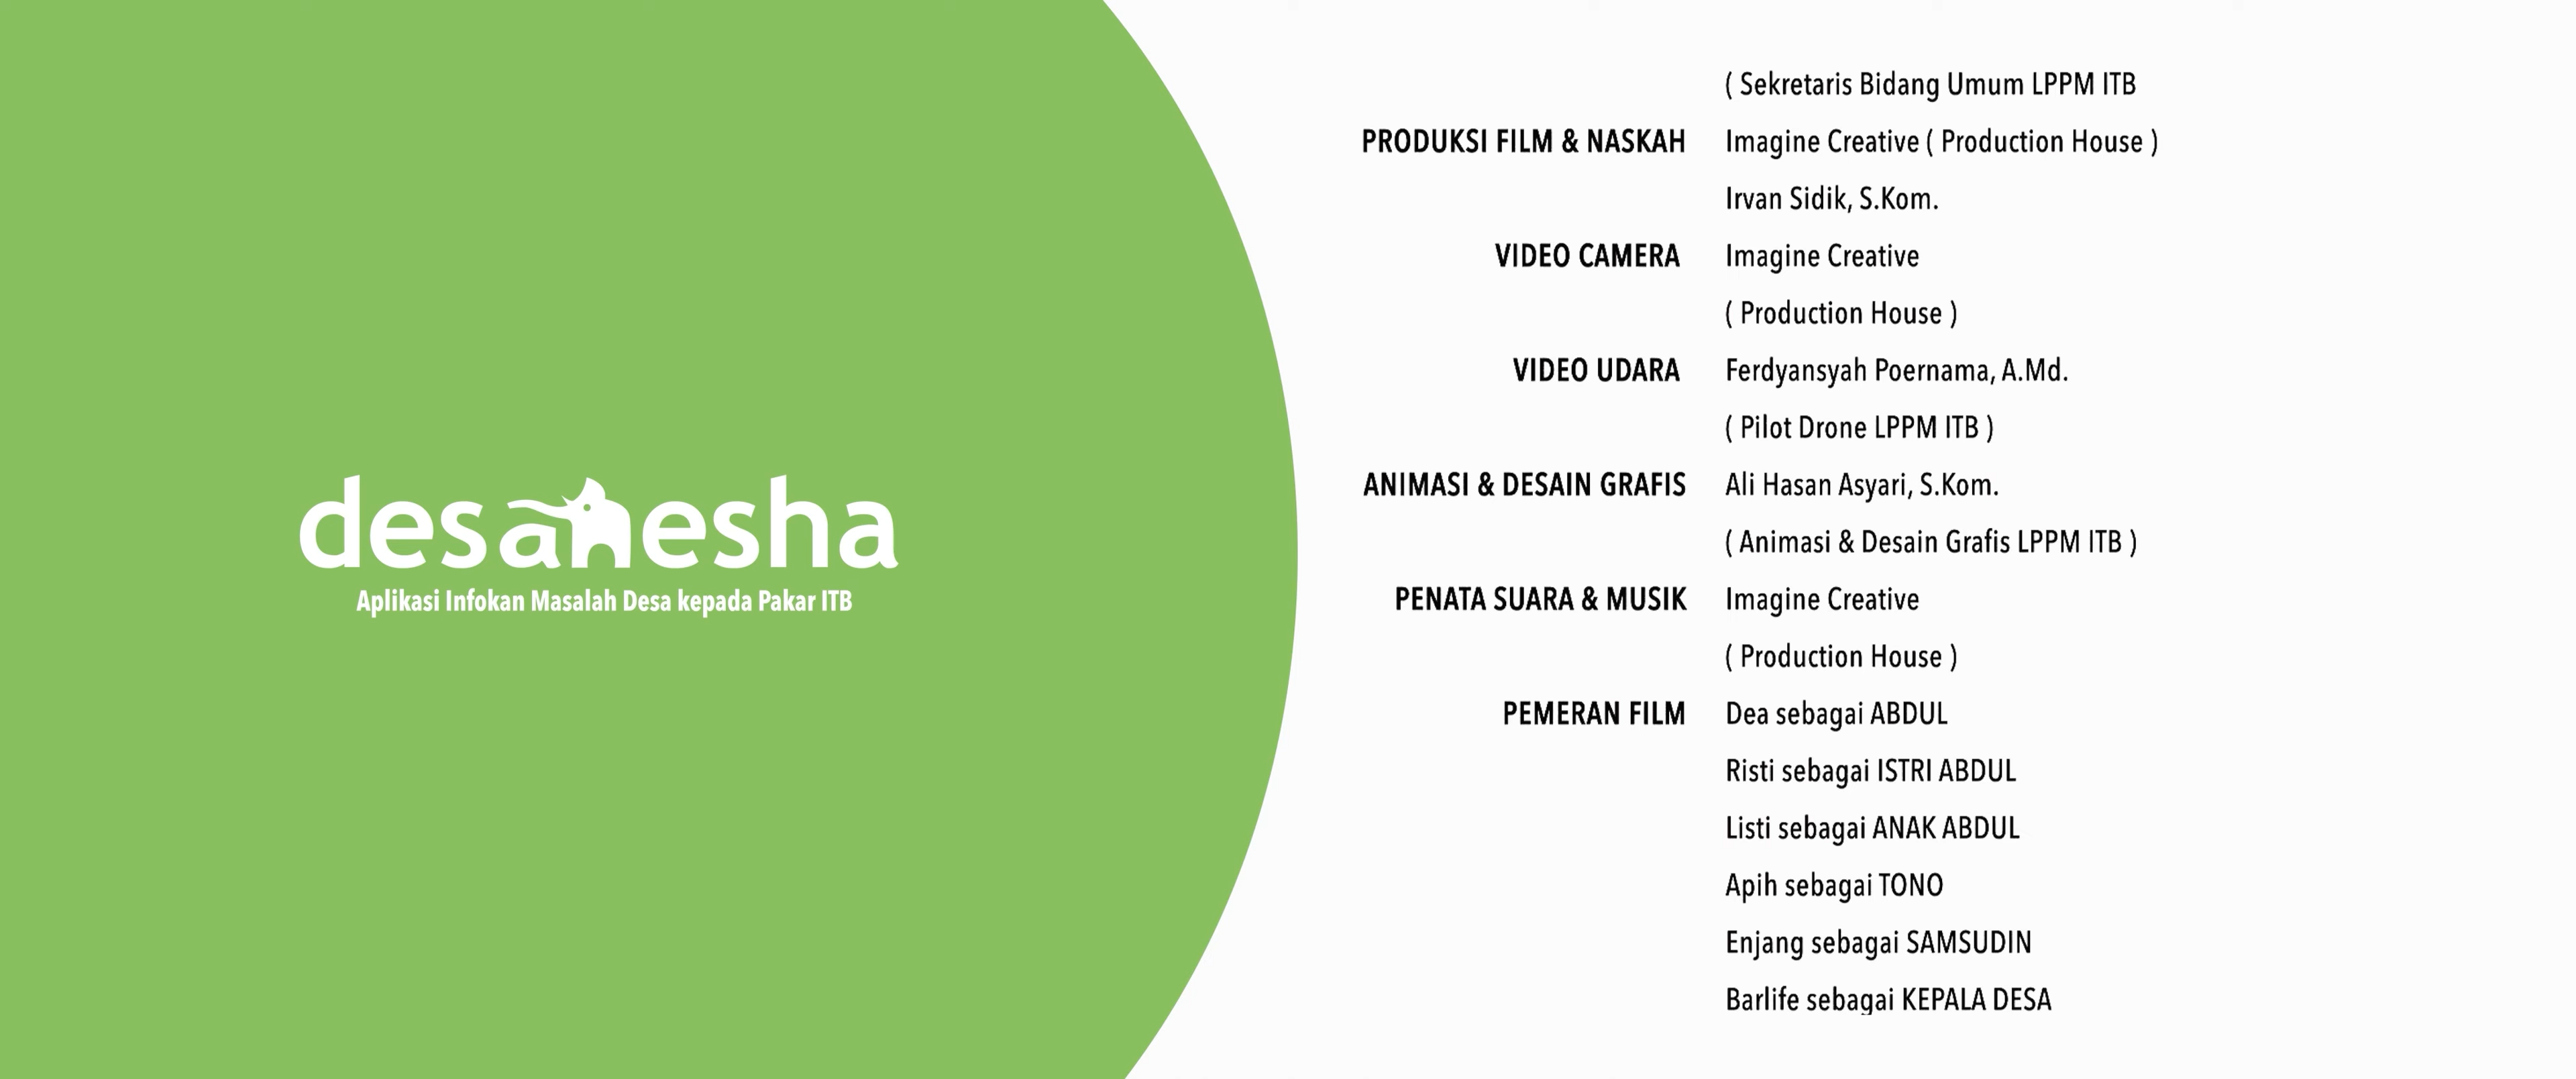 desanesha
Aplikasi Infokan Masalah Desa kepada Pakar ITB
( Sekretaris Bidang Umum LPPM ITB
PRODUKSI FILM & NASKAH Imagine Creative ( Production House )
Irvan Sidik, S.Kom.
VIDEO CAMERA Imagine Creative
( Production House )
VIDEO UDARA Ferdyansyah Poernama, A.Md.
( Pilot Drone LPPM ITB )
ANIMASI & DESAIN GRAFIS Ali Hasan Asyari, S.Kom.
( Animasi & Desain Grafis LPPM ITB )
PENATA SUARA & MUSIK Imagine Creative
( Production House )
PEMERAN FILM Dea sebagai ABDUL
Risti sebagai ISTRI ABDUL
Listi sebagai ANAK ABDUL
Apih sebagai TONO
Enjang sebagai SAMSUDIN
Barlife sebagai KEPALA DESA